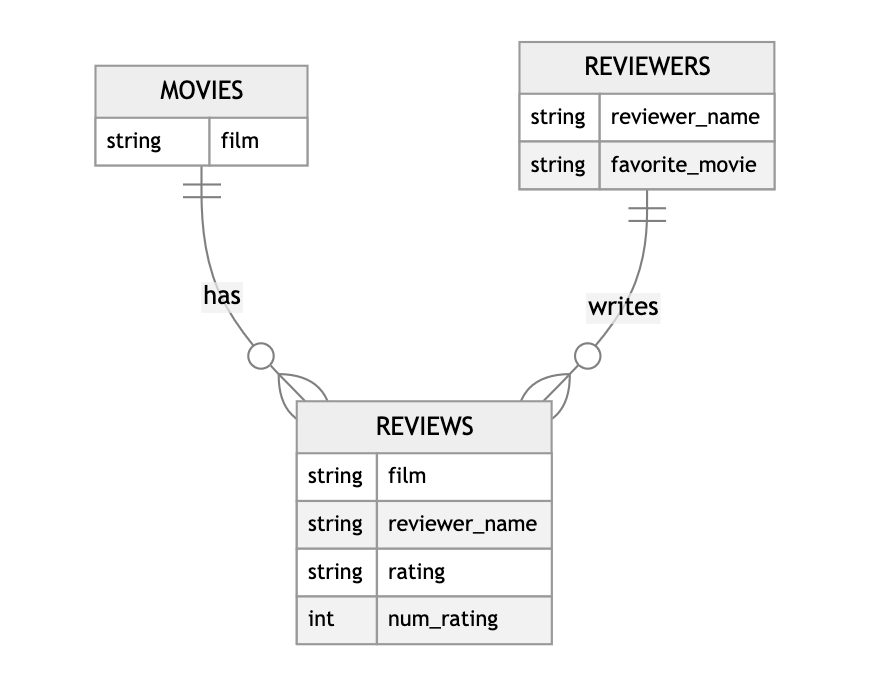 MOVIES
string film
REVIEWERS
string reviewer_name
string favorite_movie
has
writes
REVIEWS
string film
string reviewer_name
string rating
int num_rating